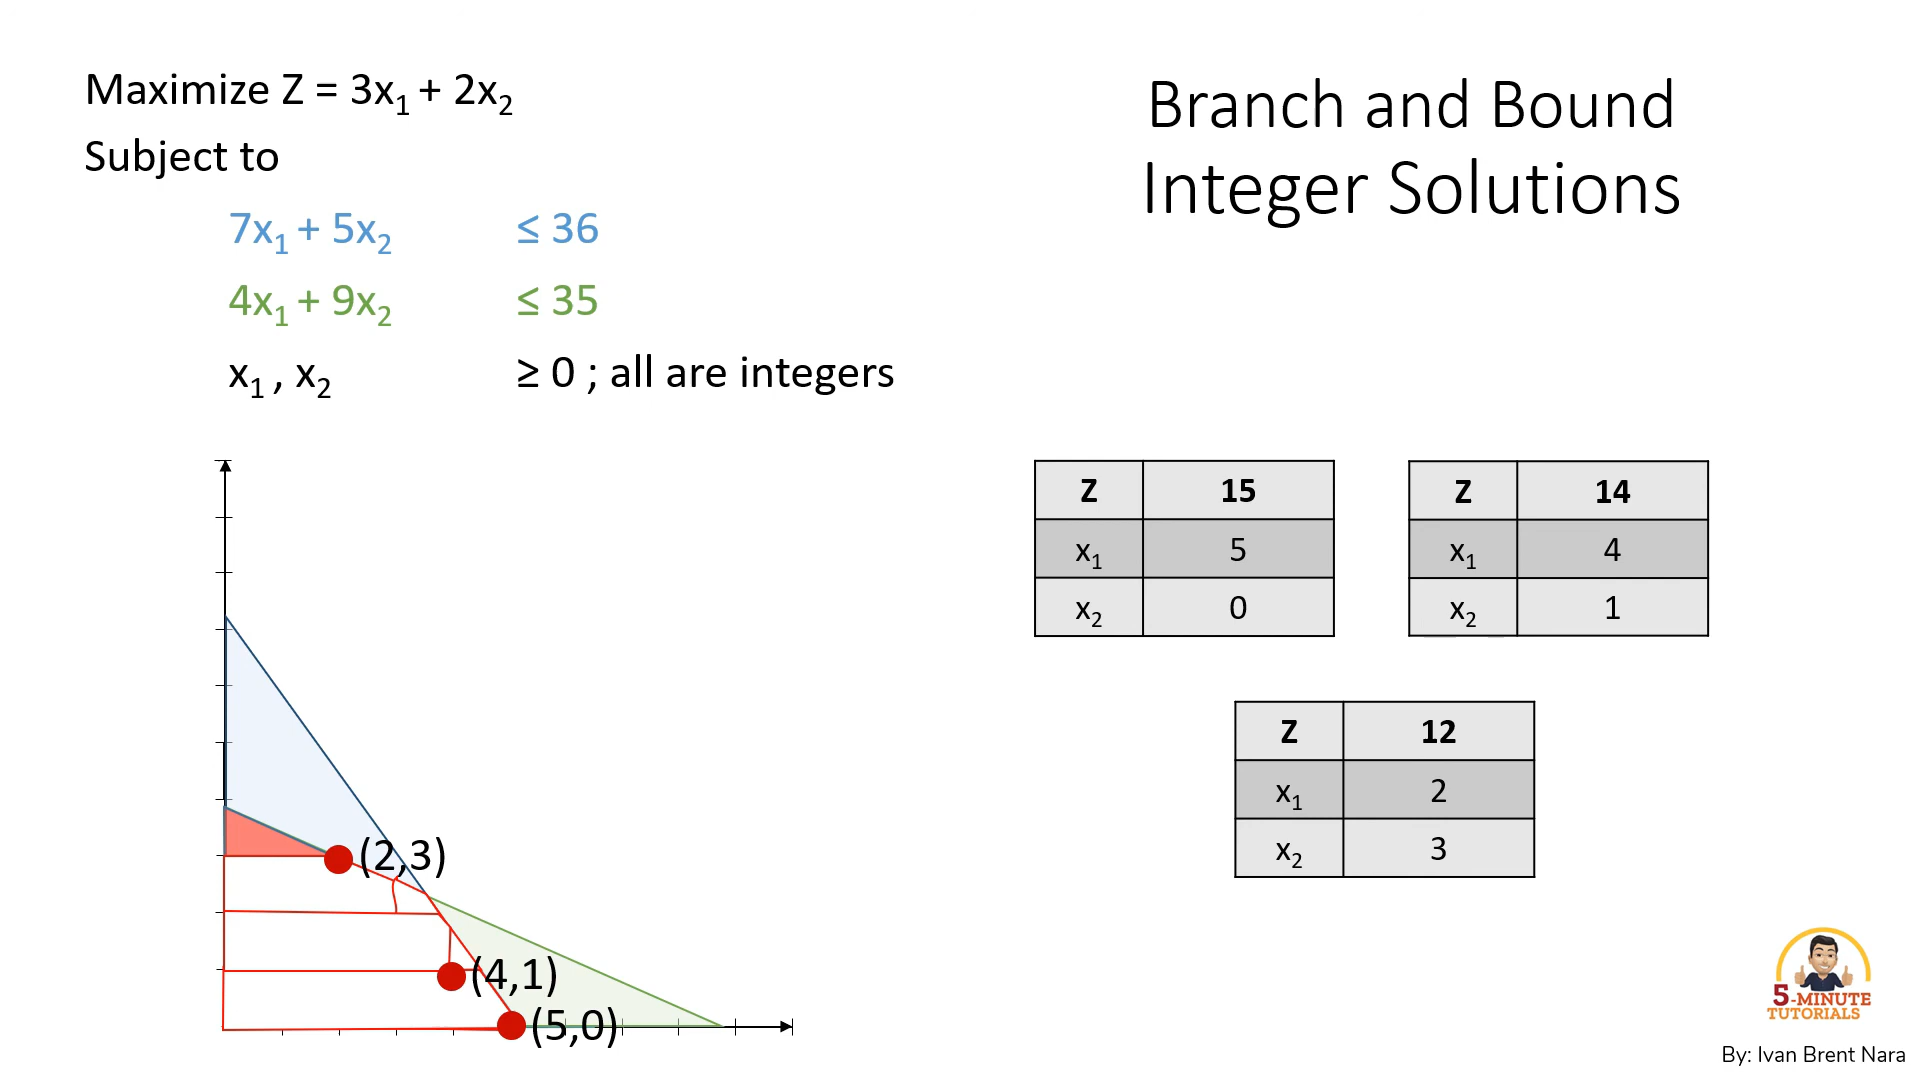 Maximize Z = 3x₁ + 2x₂
Subject to
7x₁ + 5x₂ ≤ 36
4x₁ + 9x₂ ≤ 35
x₁ , x₂ ≥ 0 ; all are integers
Branch and Bound
Integer Solutions
Z 15
x₁ 5
x₂ 0
Z 14
x₁ 4
x₂ 1
Z 12
x₁ 2
x₂ 3
(2,3)
(4,1)
(5,0)
5-MINUTE
TUTORIALS
By: Ivan Brent Nara